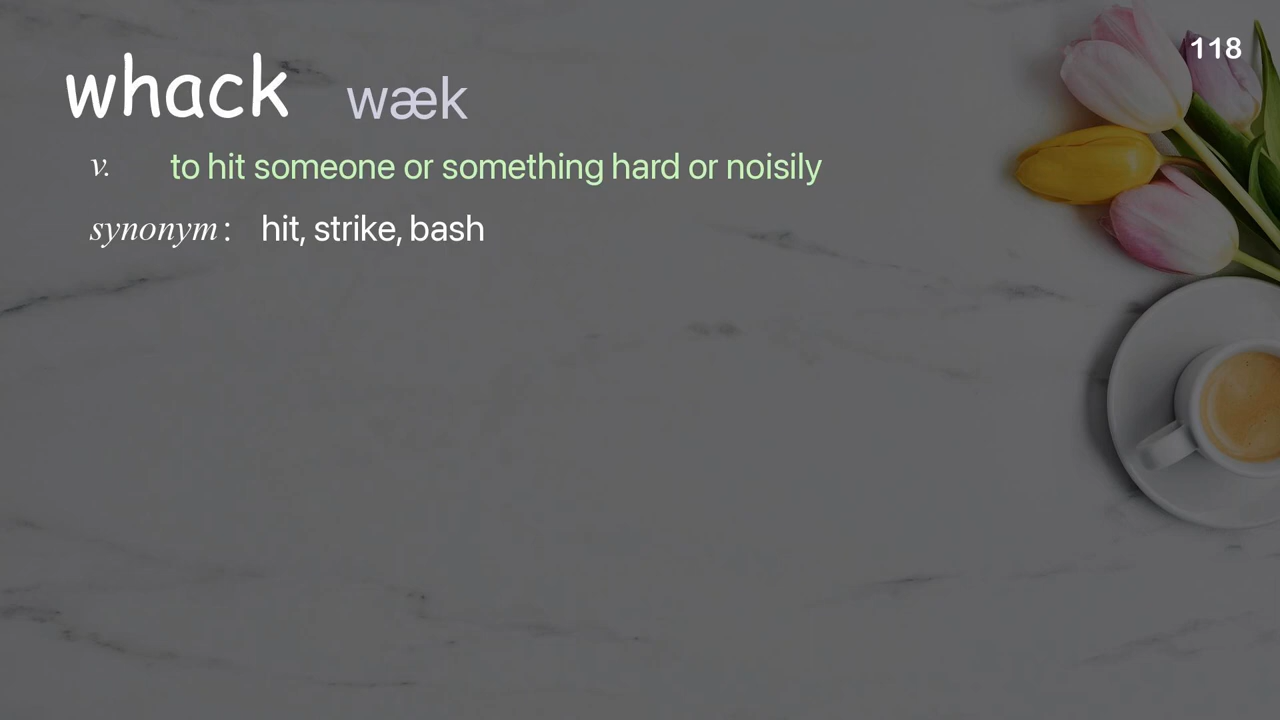 118
whack wæk
v. to hit someone or something hard or noisily
synonym: hit, strike, bash